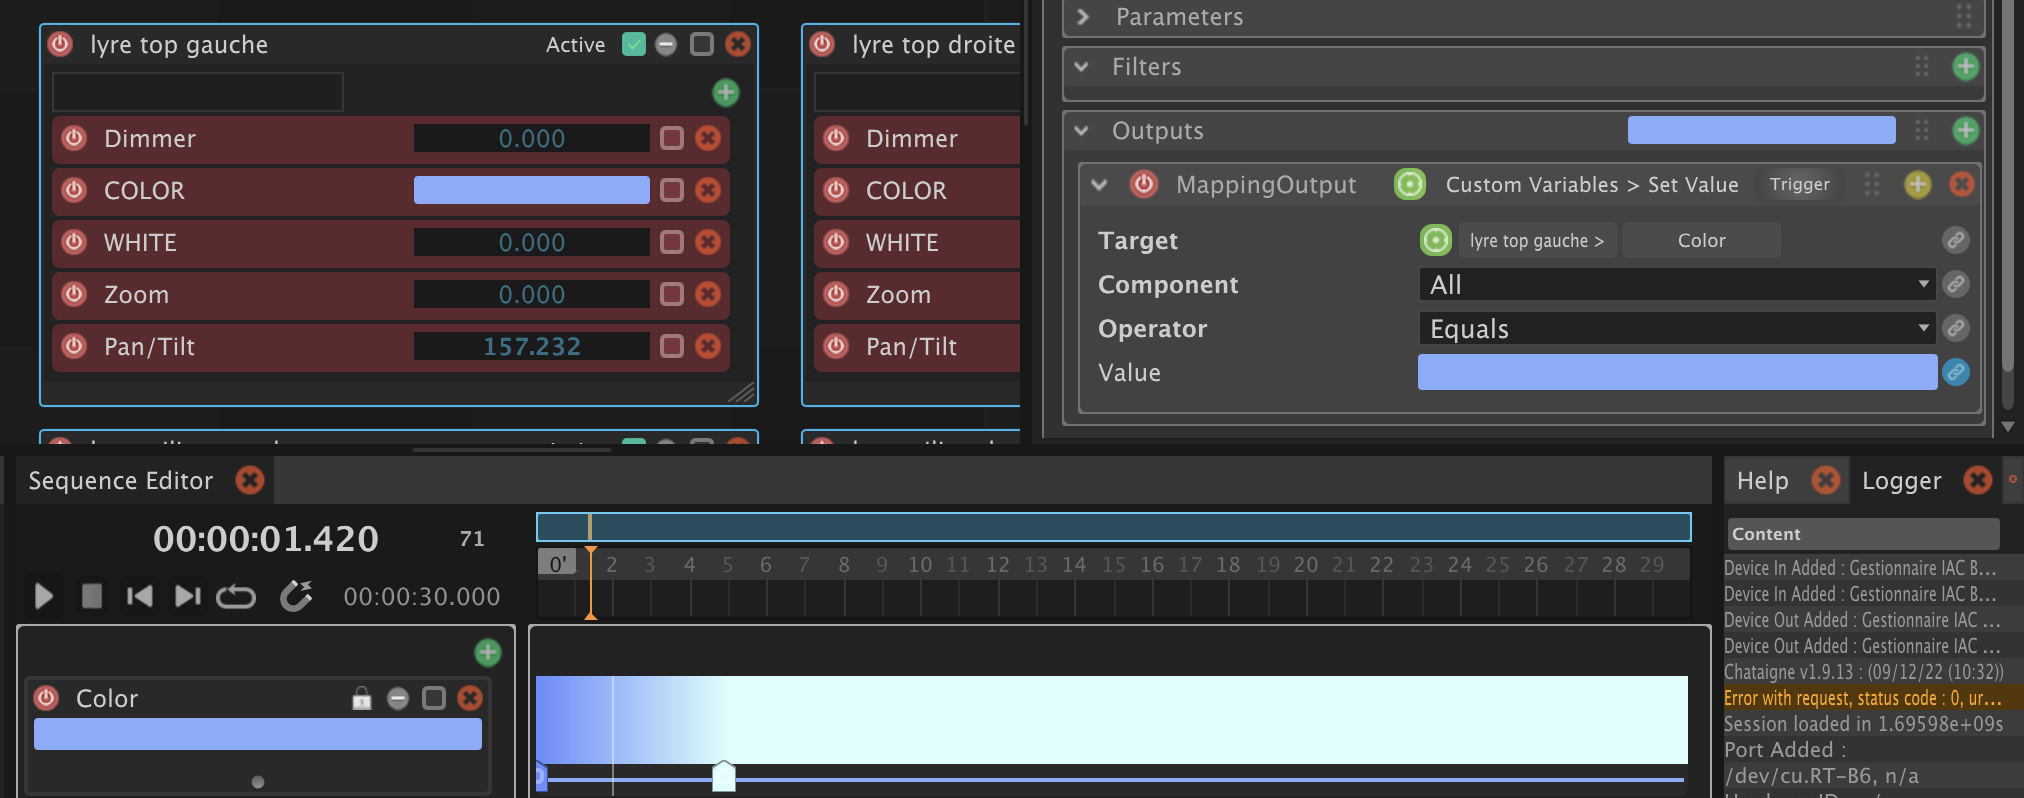 lyre top gauche Active
Dimmer 0.000
COLOR
WHITE 0.000
Zoom 0.000
Pan/Tilt 157.232
lyre top droite
Dimmer
COLOR
WHITE
Zoom
Pan/Tilt
Parameters
Filters
Outputs
MappingOutput Custom Variables > Set Value Trigger
Target lyre top gauche > Color
Component All
Operator Equals
Value
Sequence Editor
00:00:01.420 71
00:00:30.000
0' 2 3 4 5 6 7 8 9 10 11 12 13 14 15 16 17 18 19 20 21 22 23 24 25 26 27 28 29
Color
Help Logger
Content
Device In Added : Gestionnaire IAC B...
Device In Added : Gestionnaire IAC B...
Device Out Added : Gestionnaire IAC ...
Device Out Added : Gestionnaire IAC ...
Chataigne v1.9.13 : (09/12/22 (10:32))
Error with request, status code : 0, ur...
Session loaded in 1.69598e+09s
Port Added :
/dev/cu.RT-B6, n/a